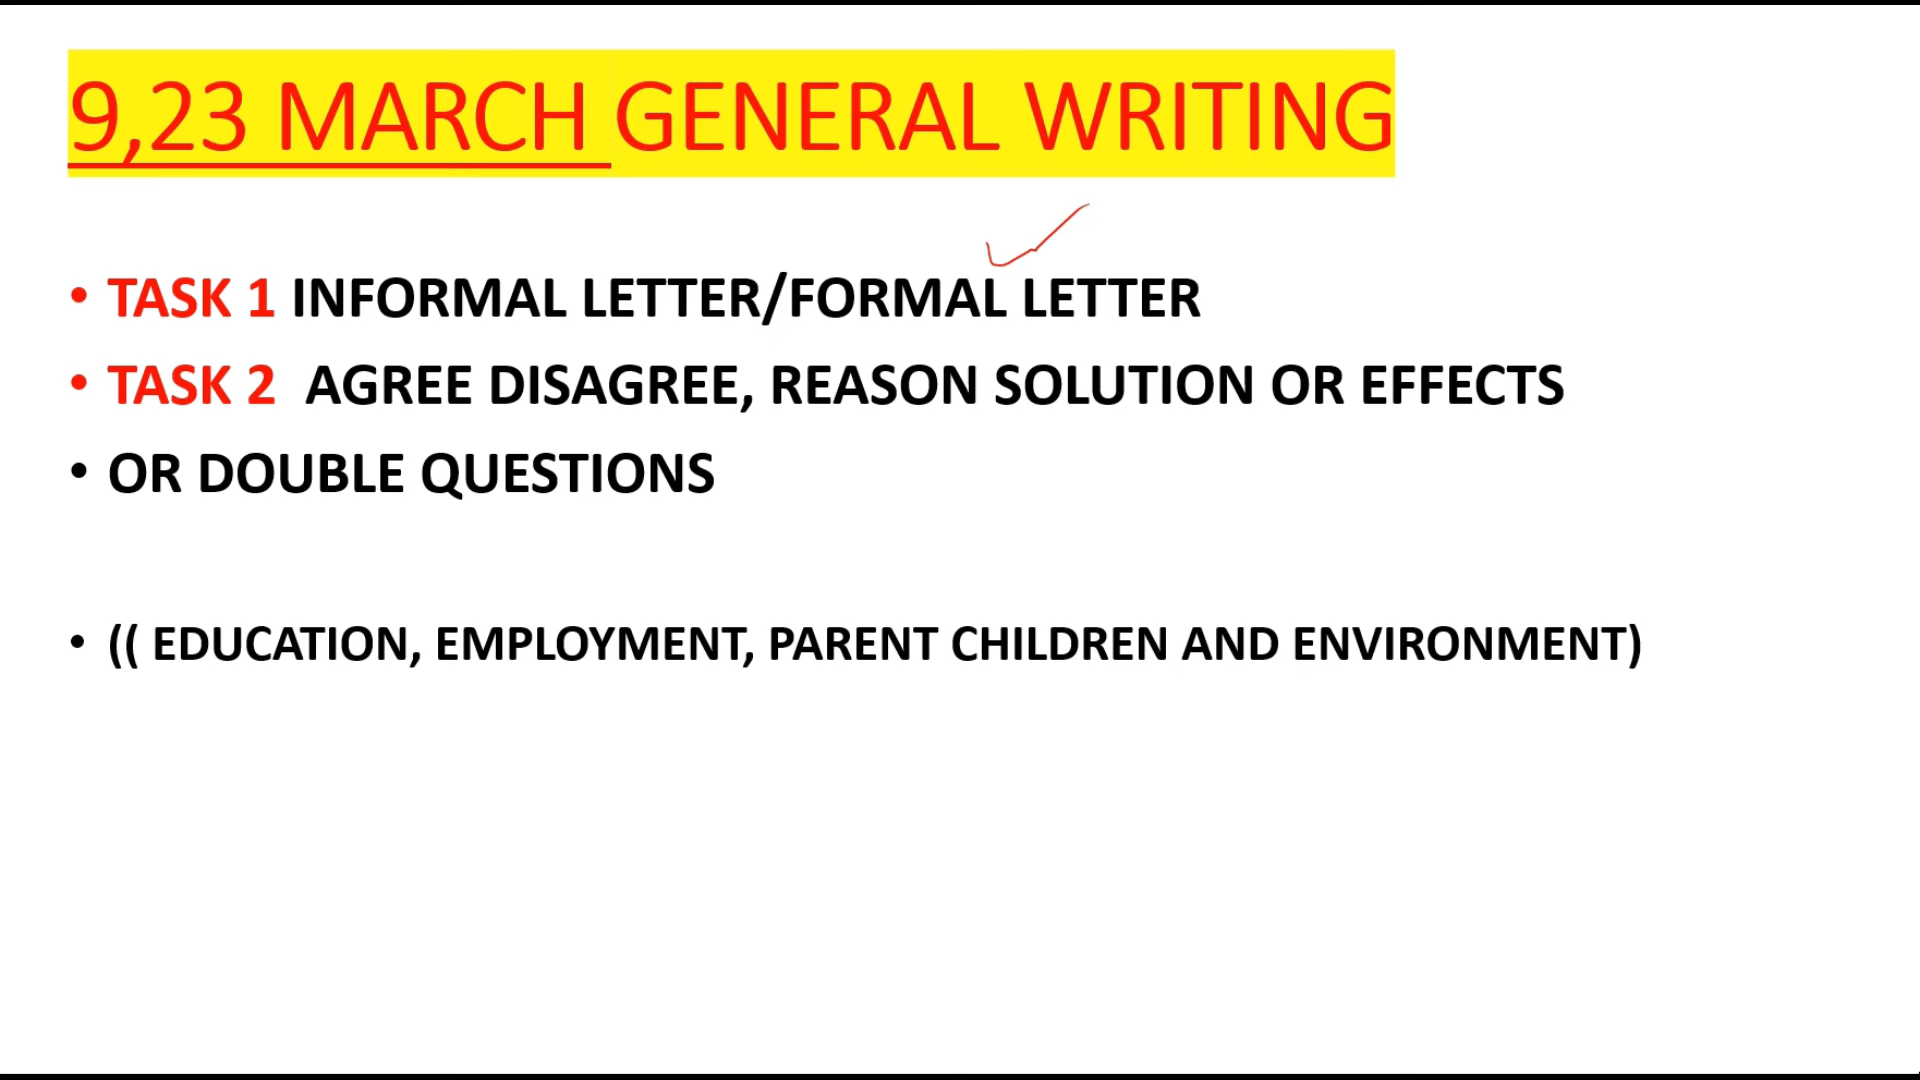 9,23 MARCH GENERAL WRITING
• TASK 1 INFORMAL LETTER/FORMAL LETTER
• TASK 2 AGREE DISAGREE, REASON SOLUTION OR EFFECTS
• OR DOUBLE QUESTIONS
• (( EDUCATION, EMPLOYMENT, PARENT CHILDREN AND ENVIRONMENT)